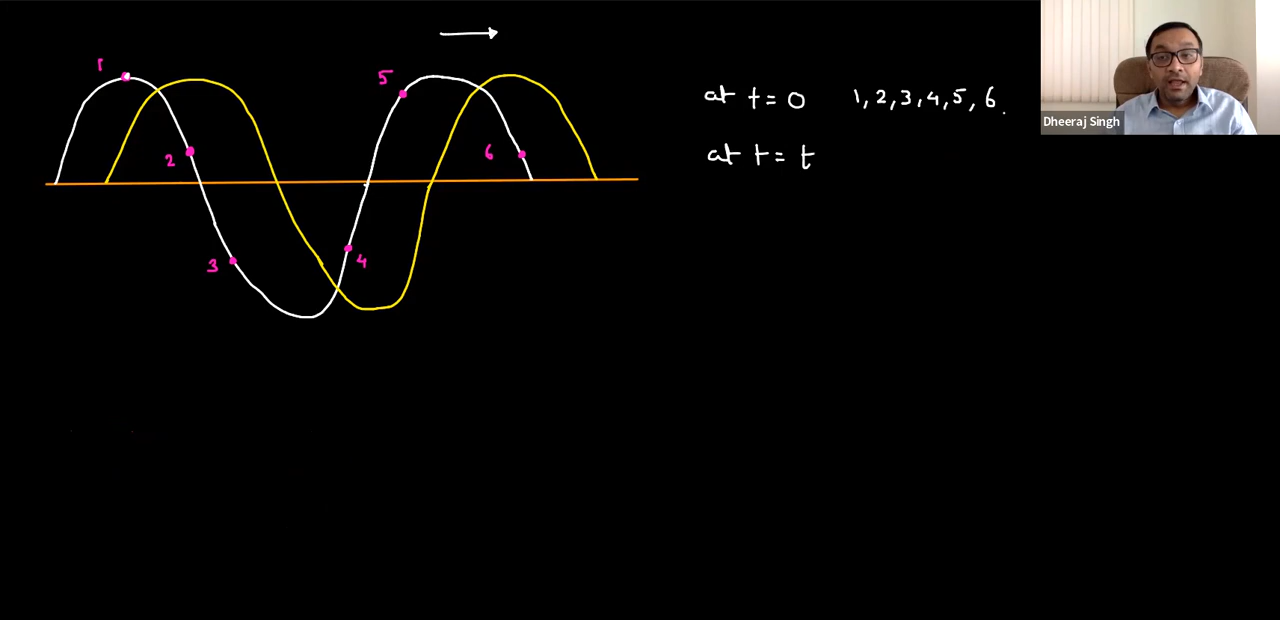 1
5
2
6
3
4
at t = 0 1, 2, 3, 4, 5, 6.
at t = t
Dheeraj Singh